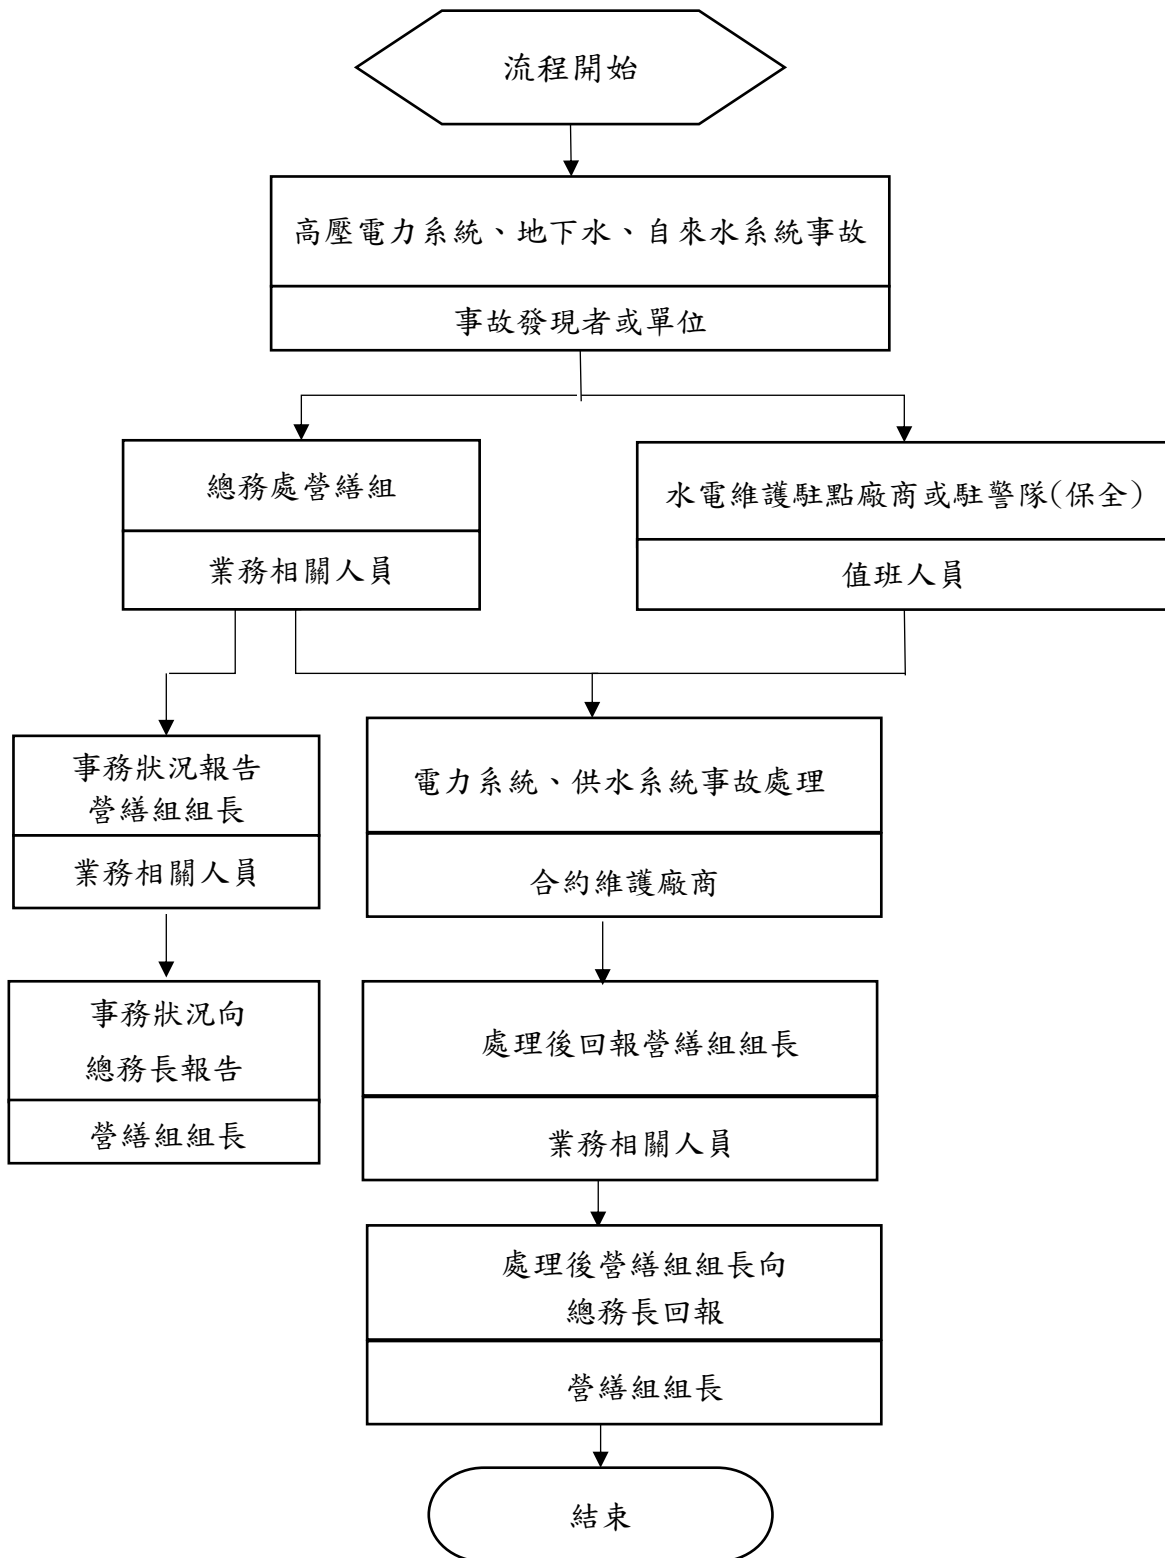 流程開始
高壓電力系統、地下水、自來水系統事故
事故發現者或單位
總務處營繕組
業務相關人員
水電維護駐點廠商或駐警隊(保全)
值班人員
事務狀況報告
營繕組組長
業務相關人員
事務狀況向
總務長報告
營繕組組長
電力系統、供水系統事故處理
合約維護廠商
處理後回報營繕組組長
業務相關人員
處理後營繕組組長向
總務長回報
營繕組組長
結束